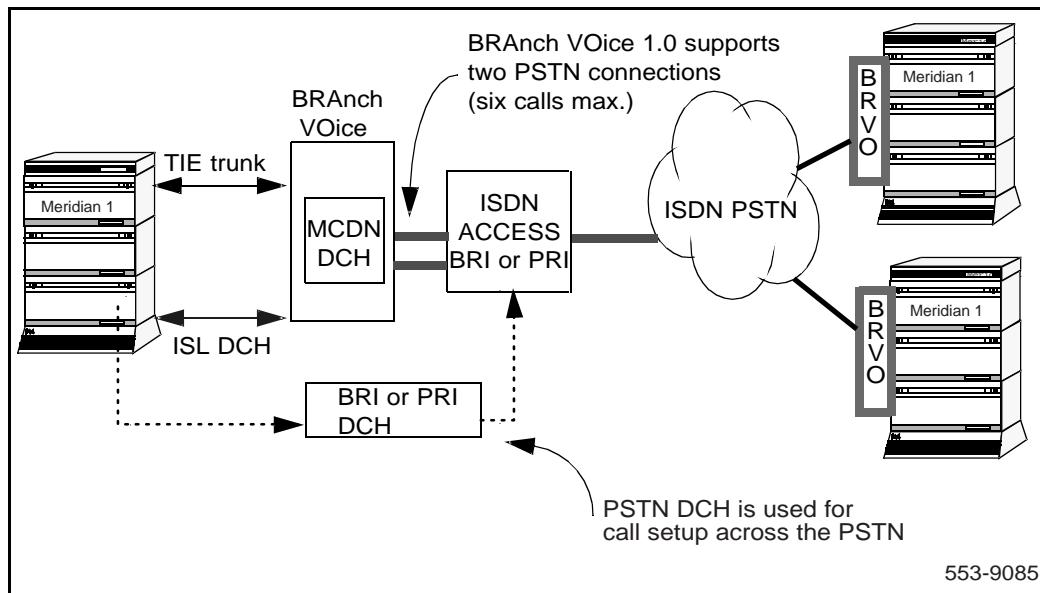 BRAnch VOice 1.0 supports
two PSTN connections
(six calls max.)
BRAnch
VOice
TIE trunk
Meridian 1
MCDN
DCH
ISDN
ACCESS
BRI or PRI
ISDN PSTN
BRVO
Meridian 1
BRVO
Meridian 1
ISL DCH
BRI or PRI
DCH
PSTN DCH is used for
call setup across the PSTN
553-9085